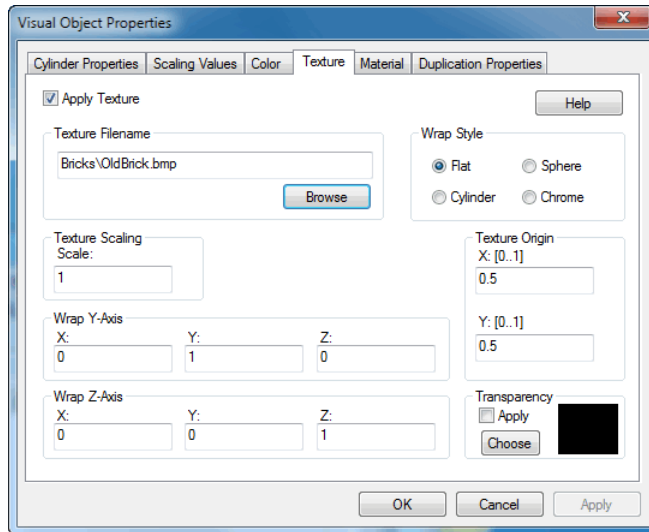 Visual Object Properties
Cylinder Properties Scaling Values Color Texture Material Duplication Properties
Apply Texture
Help
Texture Filename
Bricks\OldBrick.bmp
Browse
Wrap Style
Flat Sphere
Cylinder Chrome
Texture Scaling
Scale:
1
Texture Origin
X: [0..1]
0.5
Y: [0..1]
0.5
Wrap Y-Axis
X: Y: Z:
0 1 0
Wrap Z-Axis
X: Y: Z:
0 0 1
Transparency
Apply
Choose
OK Cancel Apply